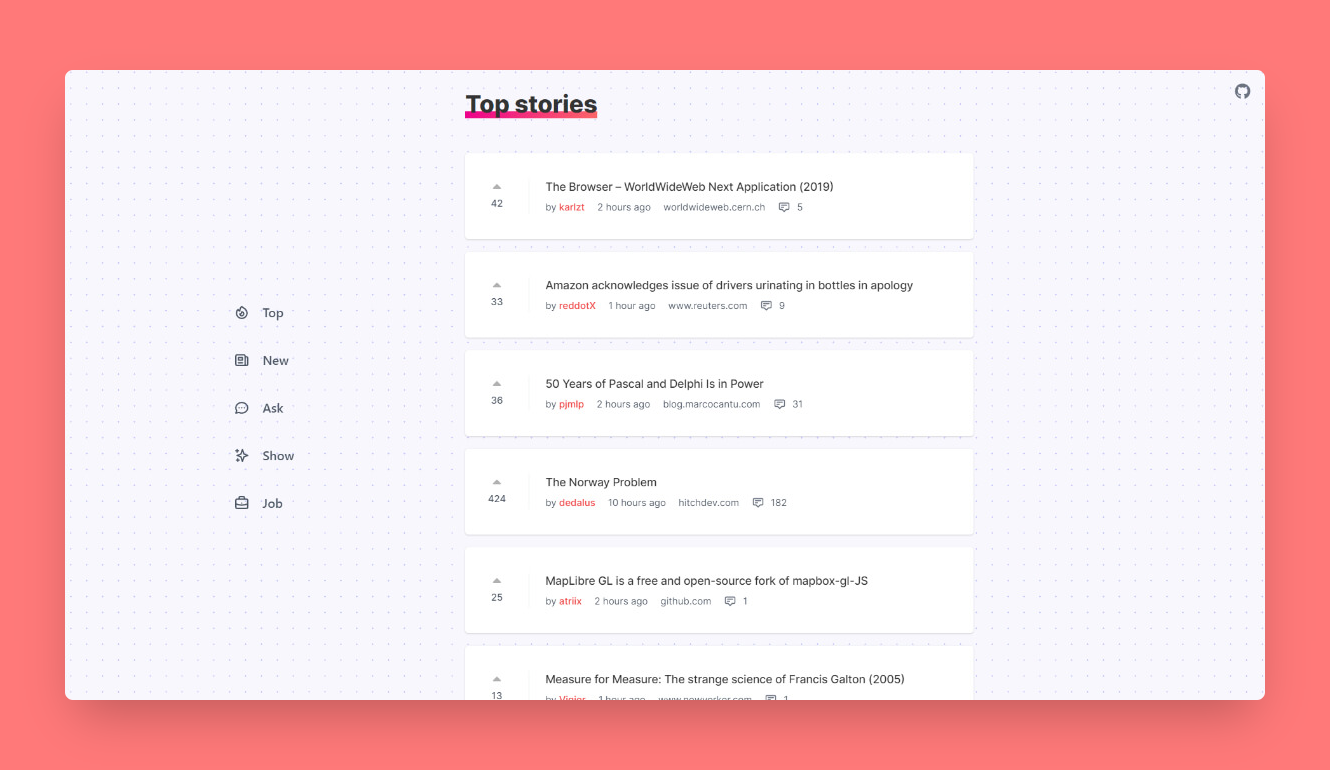 Top stories
Top
New
Ask
Show
Job
42
The Browser – WorldWideWeb Next Application (2019)
by karlzt 2 hours ago worldwideweb.cern.ch 5
33
Amazon acknowledges issue of drivers urinating in bottles in apology
by reddotX 1 hour ago www.reuters.com 9
36
50 Years of Pascal and Delphi Is in Power
by pjmlp 2 hours ago blog.marcocantu.com 31
424
The Norway Problem
by dedalus 10 hours ago hitchdev.com 182
25
MapLibre GL is a free and open-source fork of mapbox-gl-JS
by atriix 2 hours ago github.com 1
13
Measure for Measure: The strange science of Francis Galton (2005)
by 1 hour ago www.newyorker.com 1